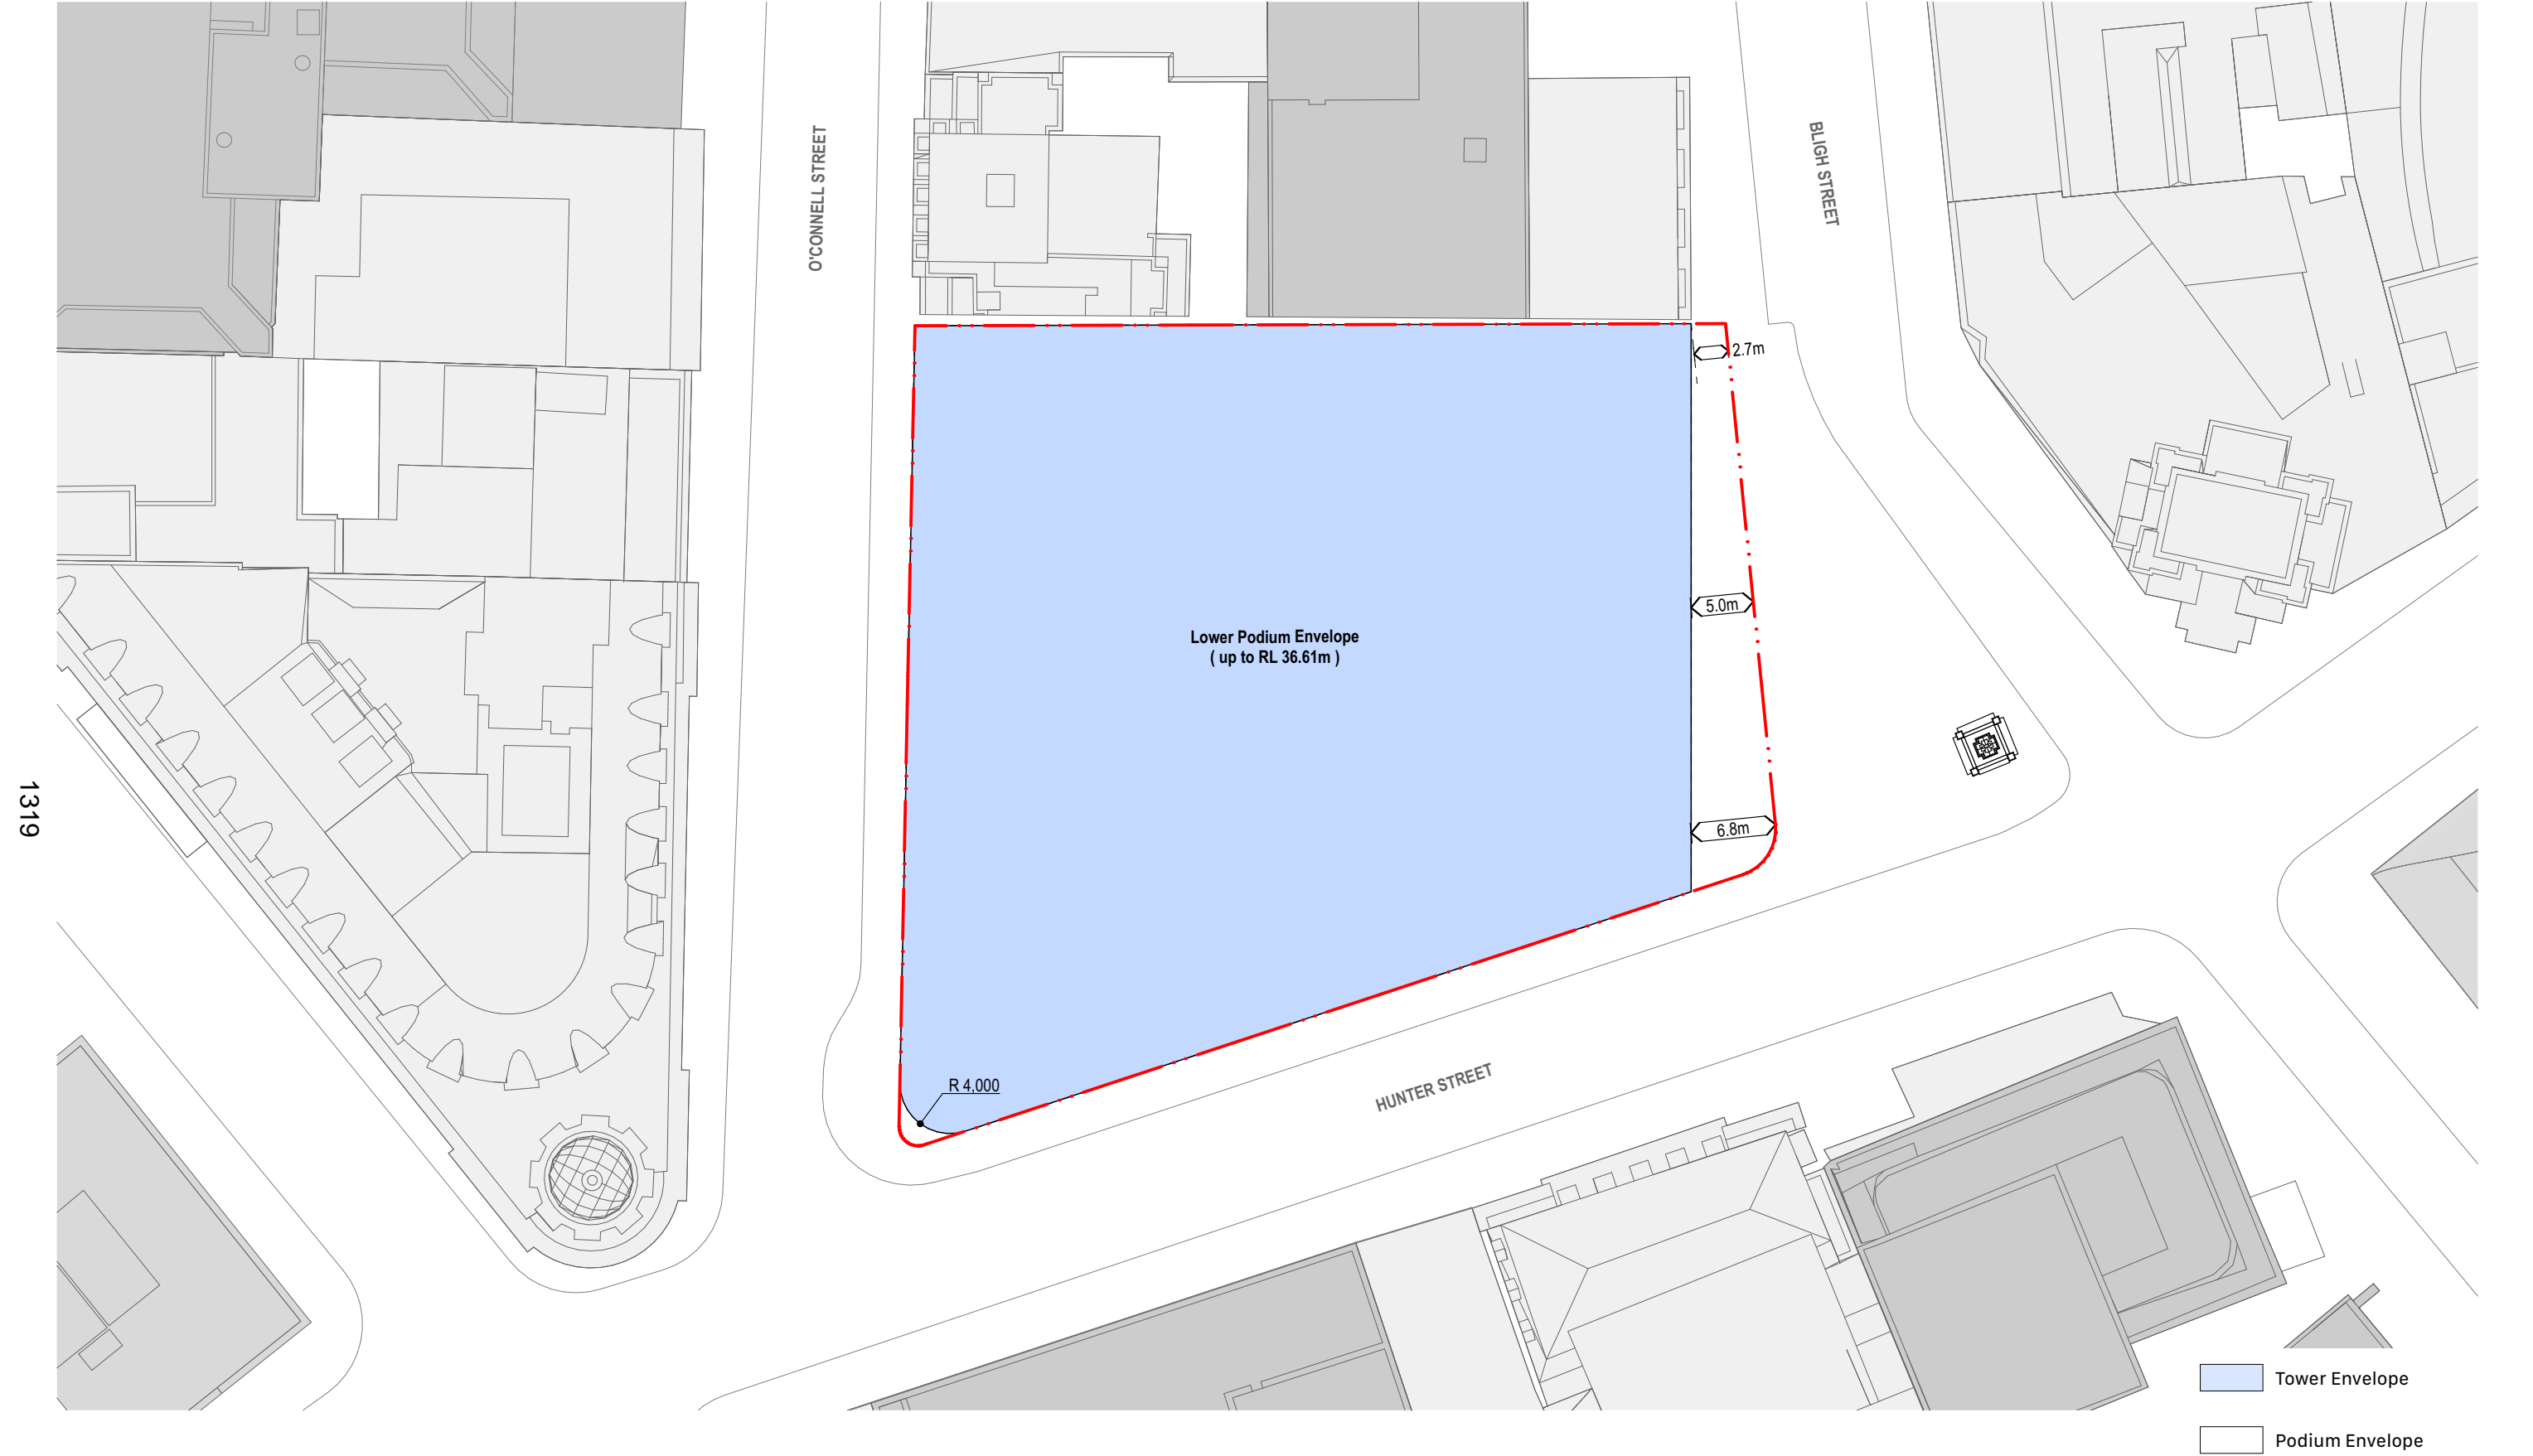 O'CONNELL STREET
BLIGH STREET
2.7m
5.0m
Lower Podium Envelope
( up to RL 36.61m )
1319
6.8m
R 4,000
HUNTER STREET
Tower Envelope
Podium Envelope